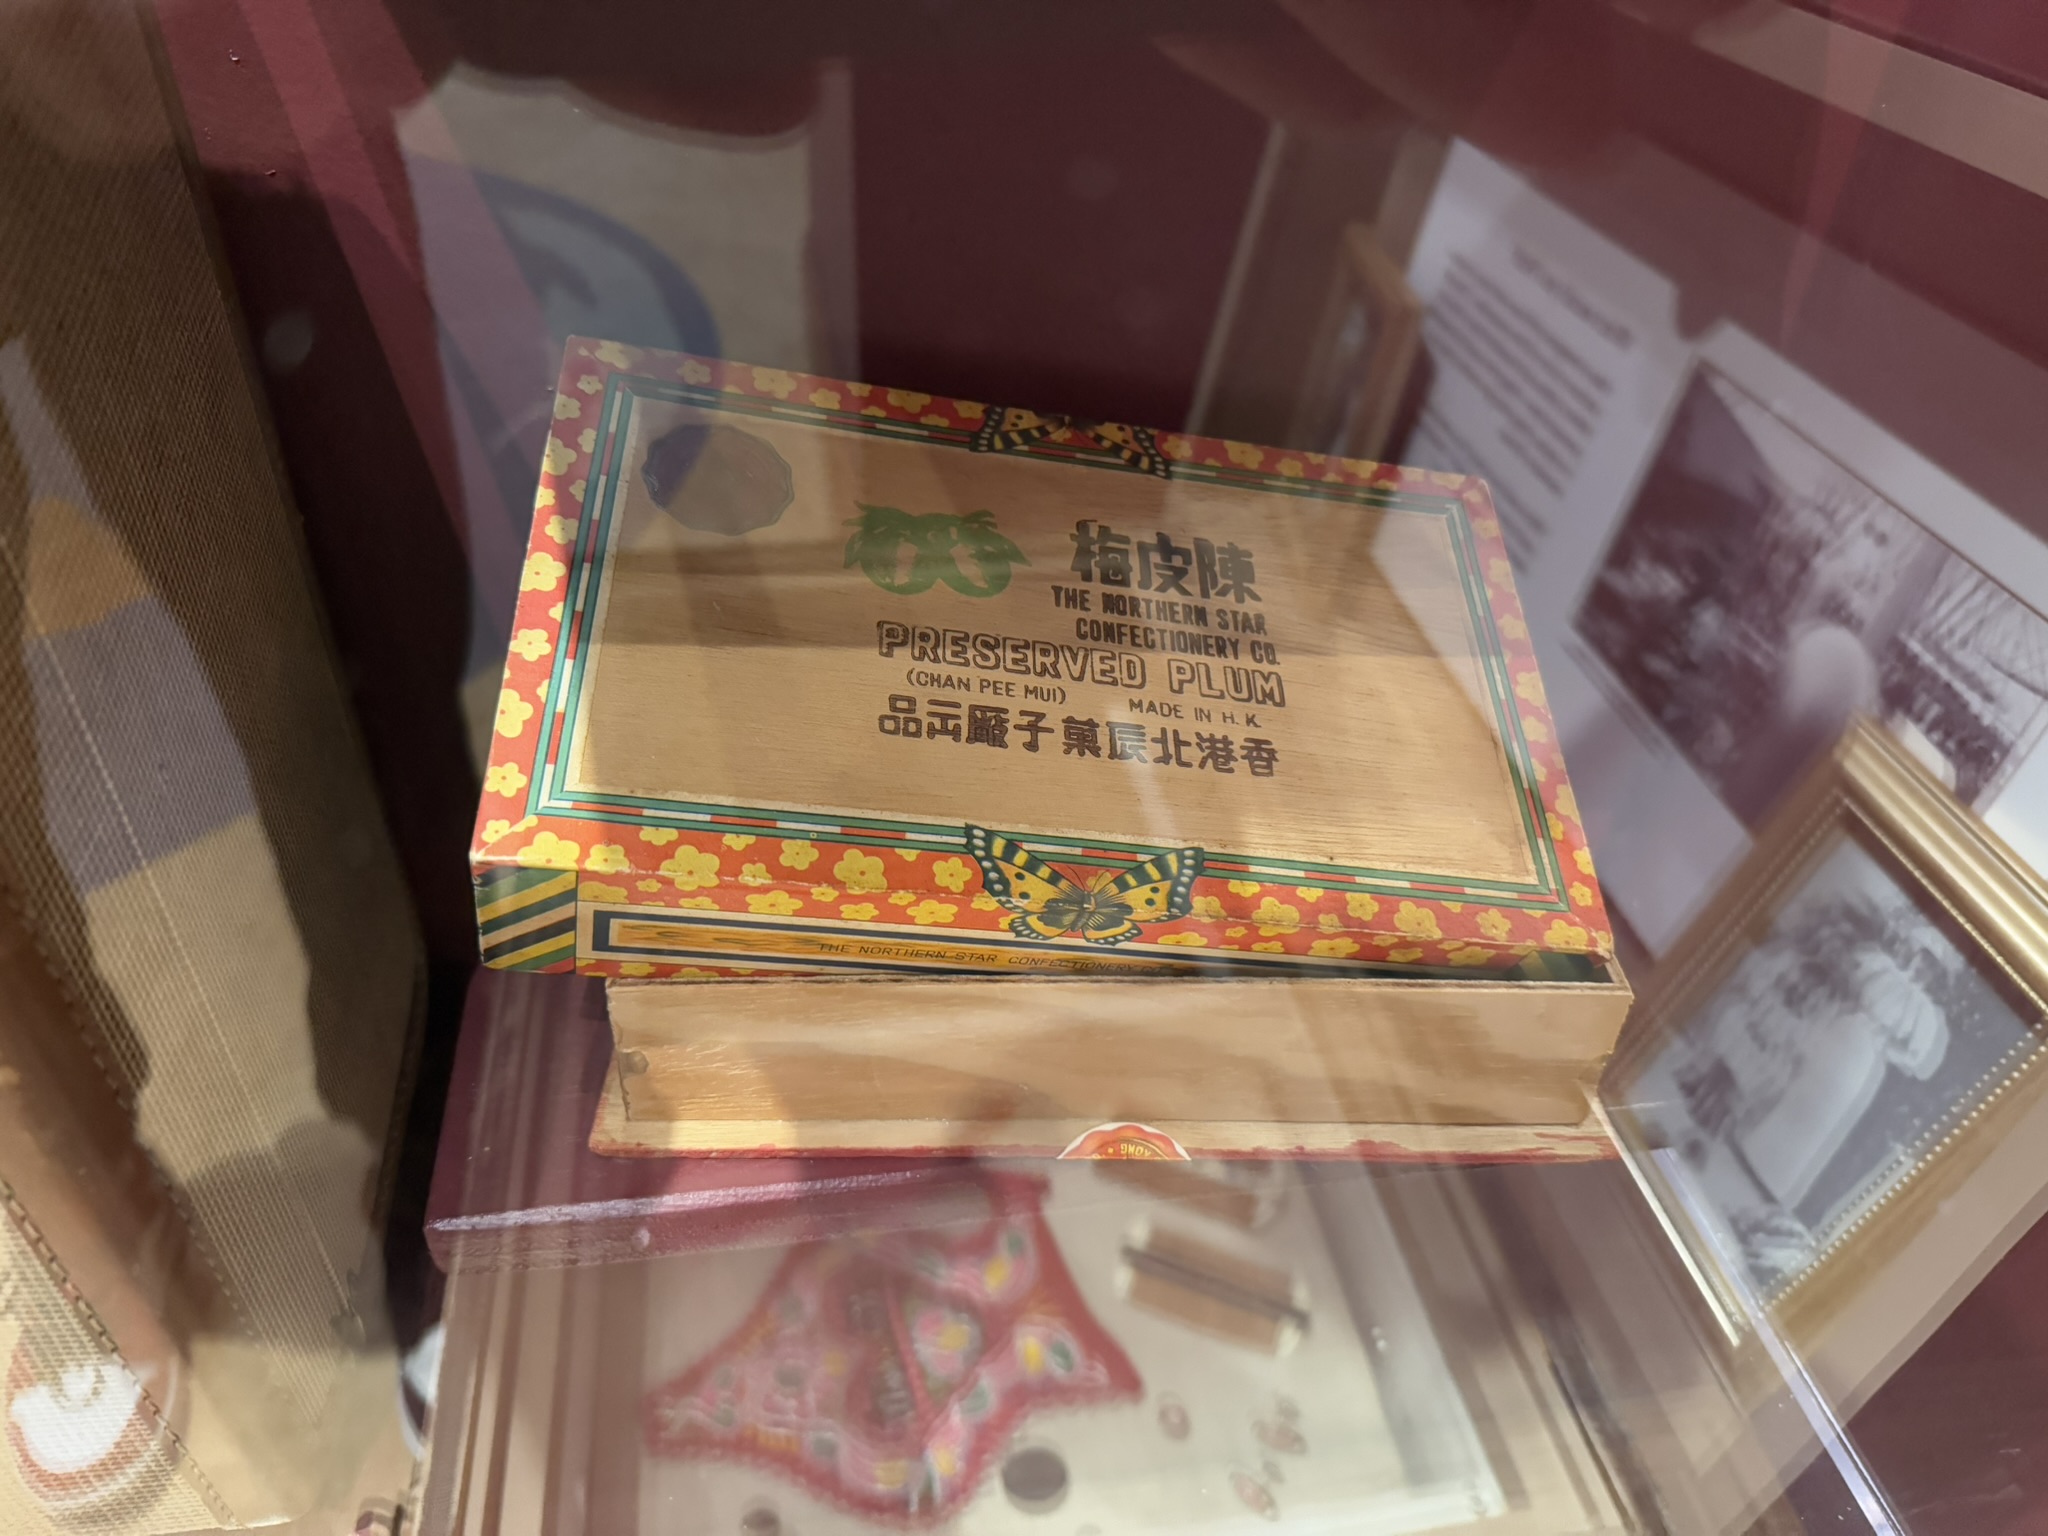 陳皮梅
THE NORTHERN STAR
CONFECTIONERY CO.
PRESERVED PLUM
(CHAN PEE MUI) MADE IN H.K.
香港北辰菓子廠出品
THE NORTHERN STAR CONFECTIONERY CO.
KONG